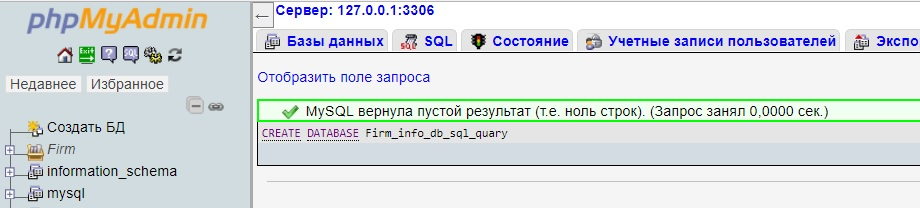 phpMyAdmin
Недавнее Избранное
Создать БД
Firm
information_schema
mysql
Сервер: 127.0.0.1:3306
Базы данных SQL Состояние Учетные записи пользователей Экспо
Отобразить поле запроса
MySQL вернула пустой результат (т.е. ноль строк). (Запрос занял 0,0000 сек.)
CREATE DATABASE Firm_info_db_sql_quary